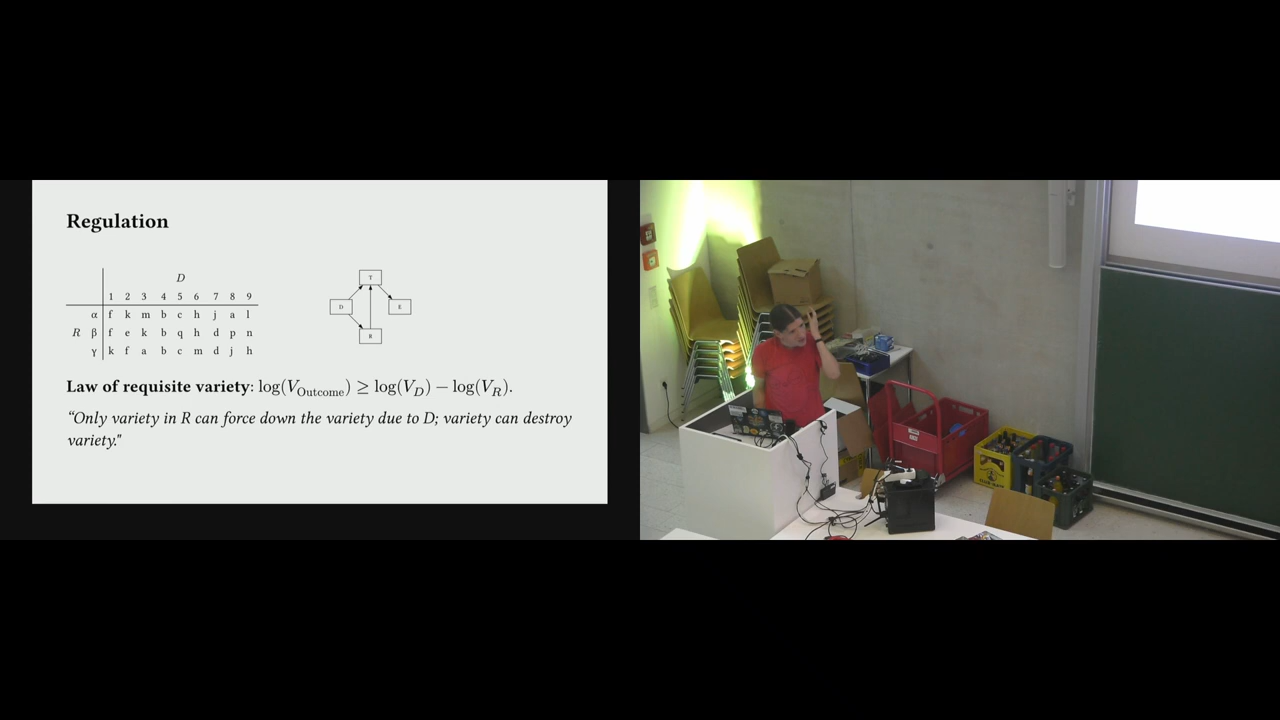 Regulation
D
1 2 3 4 5 6 7 8 9
α f k m b c h j a l
R β f e k b q h d p n
γ k f a b c m d j h
T
D E
R
Law of requisite variety: log(V_Outcome) ≥ log(V_D) − log(V_R).
“Only variety in R can force down the variety due to D; variety can destroy
variety."